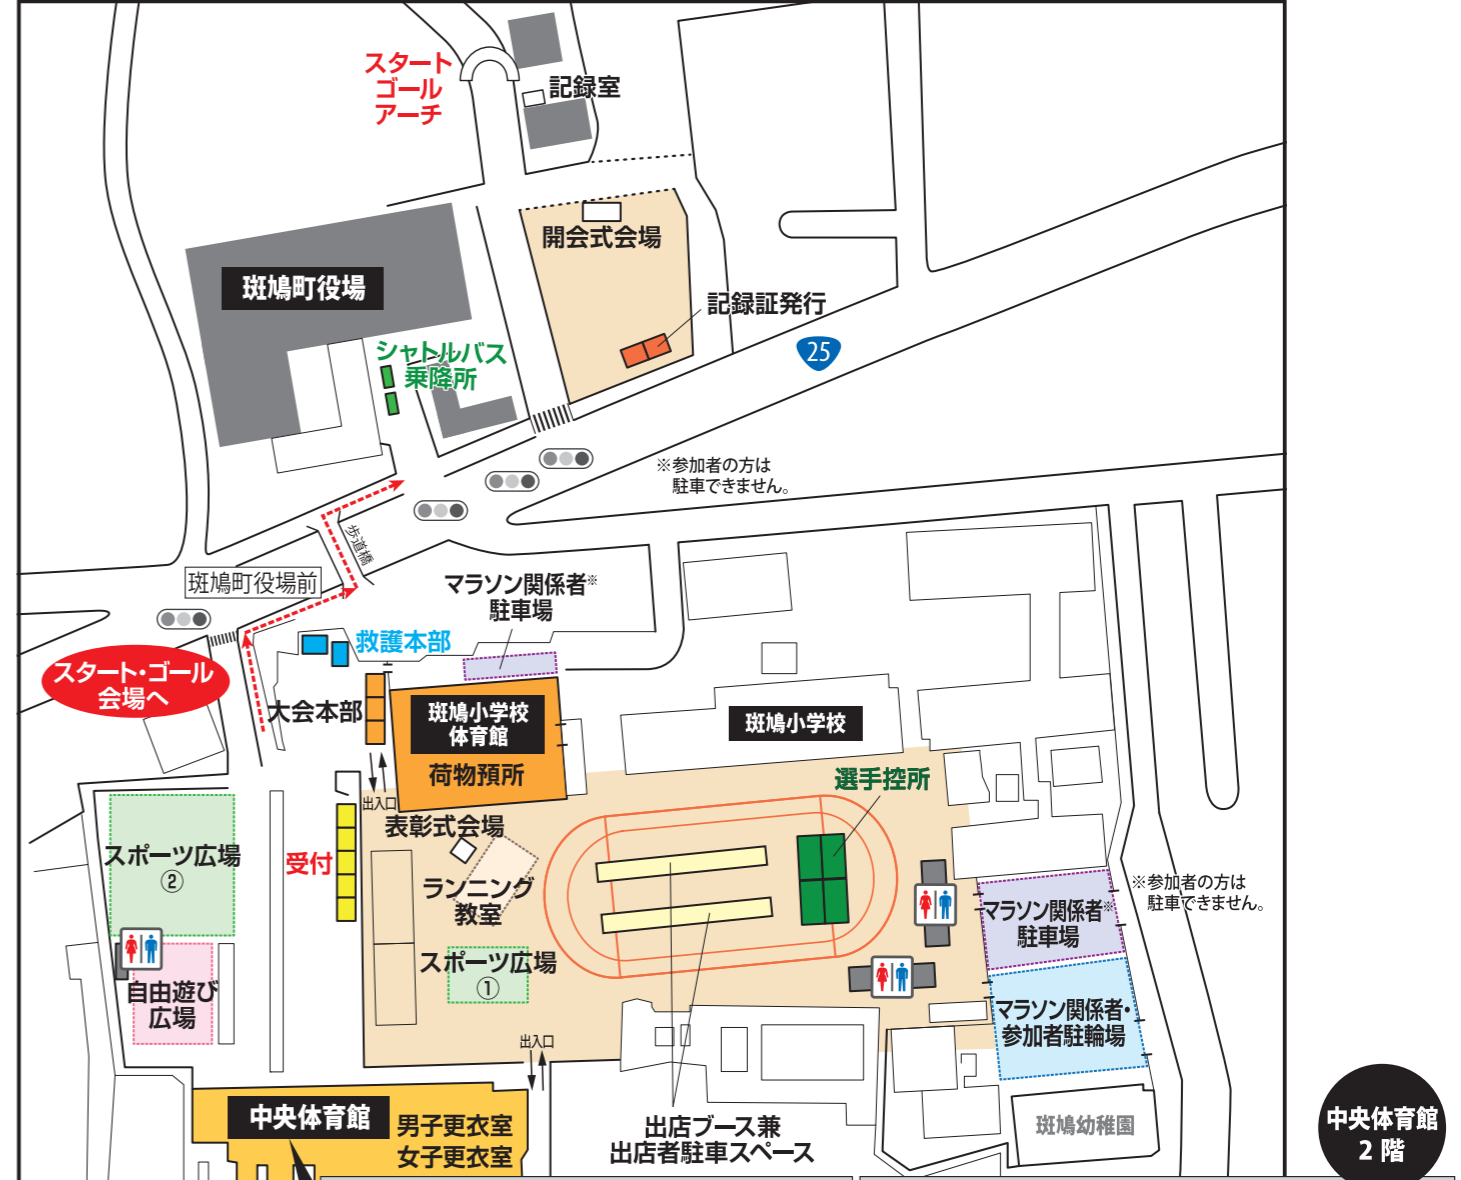 スタート
ゴール
アーチ
記録室
開会式会場
斑鳩町役場
記録証発行
25
シャトルバス
乗降所
※参加者の方は
駐車できません。
歩道橋
斑鳩町役場前
マラソン関係者※
駐車場
救護本部
スタート・ゴール
会場へ
大会本部
斑鳩小学校
体育館
荷物預所
斑鳩小学校
選手控所
出入口
表彰式会場
スポーツ広場
②
受付
ランニング
教室
※参加者の方は
駐車できません。
マラソン関係者※
駐車場
スポーツ広場
①
自由遊び
広場
マラソン関係者・
参加者駐輪場
出入口
中央体育館
男子更衣室
女子更衣室
出店ブース兼
出店者駐車スペース
斑鳩幼稚園
中央体育館
2 階